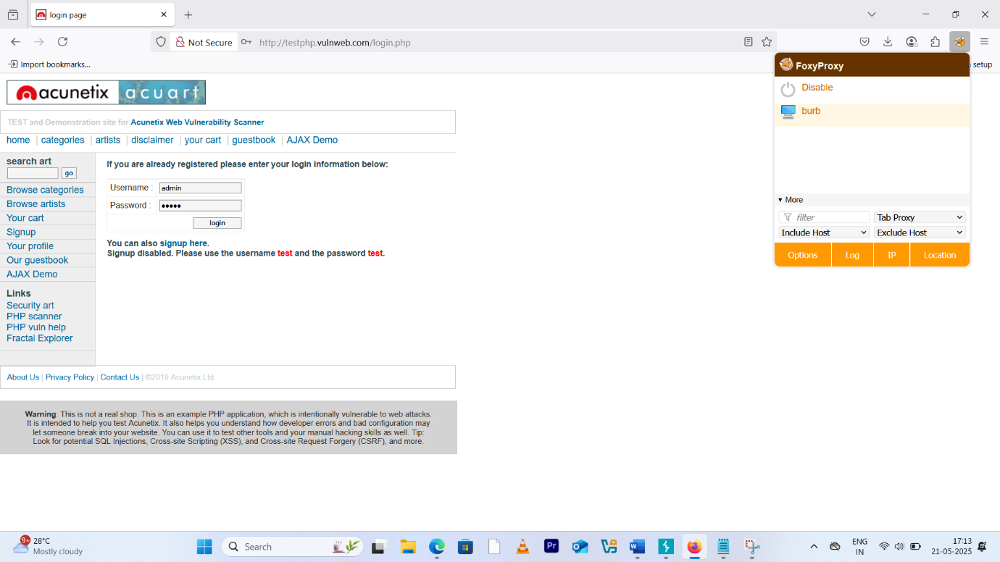 login page
Not Secure
http://testphp.vulnweb.com/login.php
Import bookmarks...
setup
FoxyProxy
Disable
burb
More
filter
Tab Proxy
Include Host
Exclude Host
Options
Log
IP
Location
acunetix acuart
TEST and Demonstration site for Acunetix Web Vulnerability Scanner
home | categories | artists | disclaimer | your cart | guestbook | AJAX Demo
search art
go
Browse categories
Browse artists
Your cart
Signup
Your profile
Our guestbook
AJAX Demo
Links
Security art
PHP scanner
PHP vuln help
Fractal Explorer
If you are already registered please enter your login information below:
Username : admin
Password : •••••
login
You can also signup here.
Signup disabled. Please use the username test and the password test.
About Us | Privacy Policy | Contact Us | ©2019 Acunetix Ltd
Warning: This is not a real shop. This is an example PHP application, which is intentionally vulnerable to web attacks.
It is intended to help you test Acunetix. It also helps you understand how developer errors and bad configuration may
let someone break into your website. You can use it to test other tools and your manual hacking skills as well. Tip:
Look for potential SQL Injections, Cross-site Scripting (XSS), and Cross-site Request Forgery (CSRF), and more.
9+
28°C
Mostly cloudy
Search
Pr
ENG
IN
17:13
21-05-2025